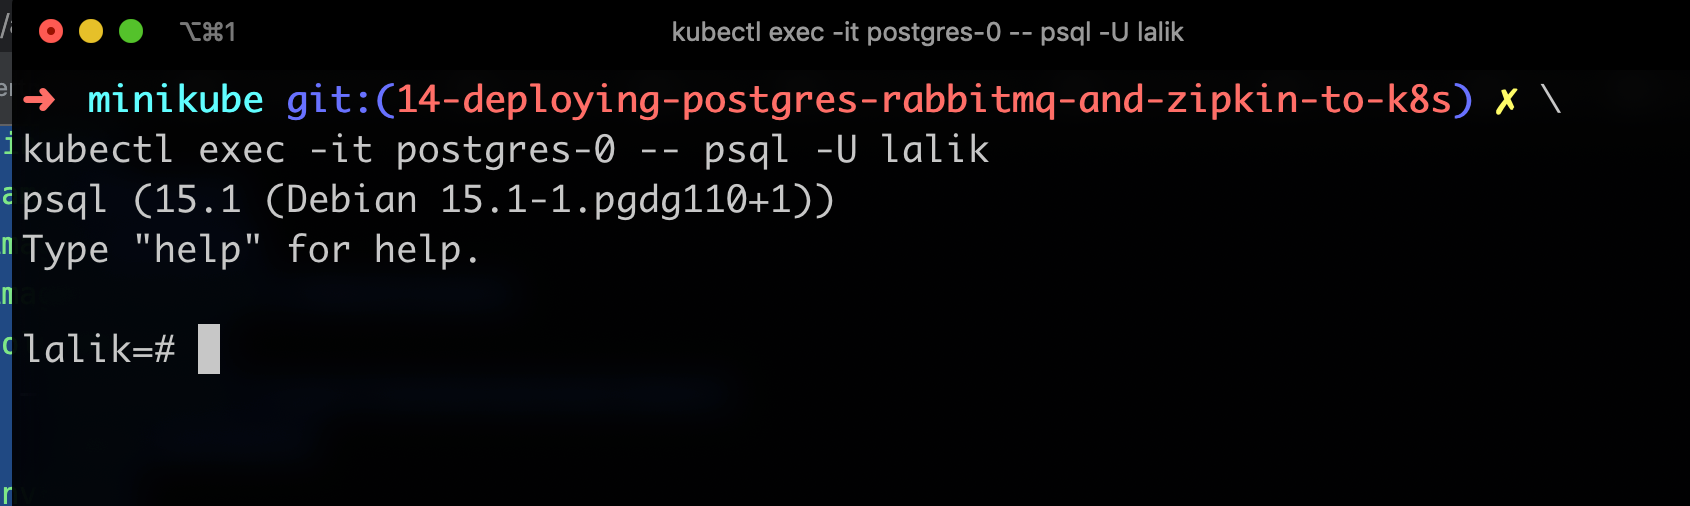 ⌥⌘1
kubectl exec -it postgres-0 -- psql -U lalik
➜ minikube git:(14-deploying-postgres-rabbitmq-and-zipkin-to-k8s) ✗ \
kubectl exec -it postgres-0 -- psql -U lalik
psql (15.1 (Debian 15.1-1.pgdg110+1))
Type "help" for help.
lalik=#